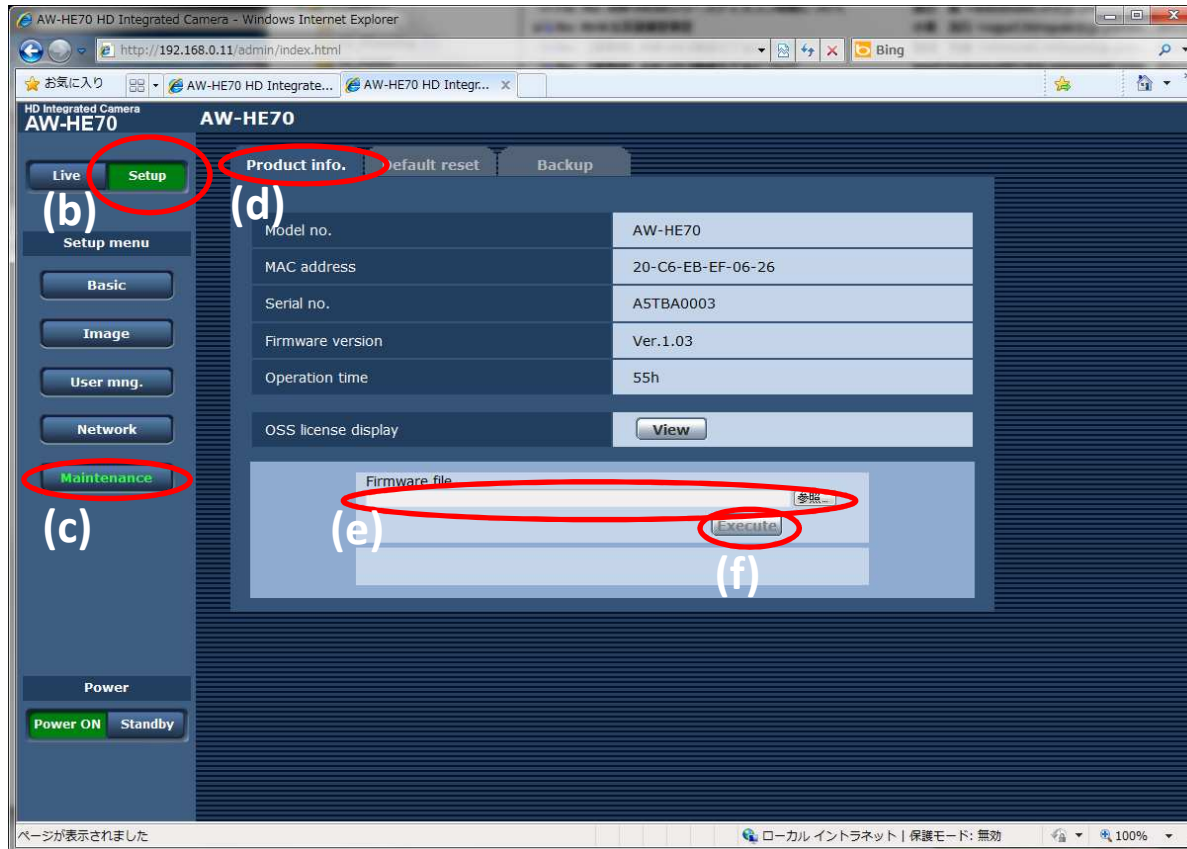 AW-HE70 HD Integrated Camera - Windows Internet Explorer
http://192.168.0.11/admin/index.html
Bing
お気に入り
AW-HE70 HD Integrate...
AW-HE70 HD Integr...
HD Integrated Camera
AW-HE70
AW-HE70
Live
Setup
(b)
Product info.
Default reset
Backup
(d)
Setup menu
Basic
Image
User mng.
Network
Maintenance
(c)
Model no.
AW-HE70
MAC address
20-C6-EB-EF-06-26
Serial no.
A5TBA0003
Firmware version
Ver.1.03
Operation time
55h
OSS license display
View
Firmware file
参照...
(e)
Execute
(f)
Power
Power ON
Standby
ページが表示されました
ローカル イントラネット | 保護モード: 無効
100%